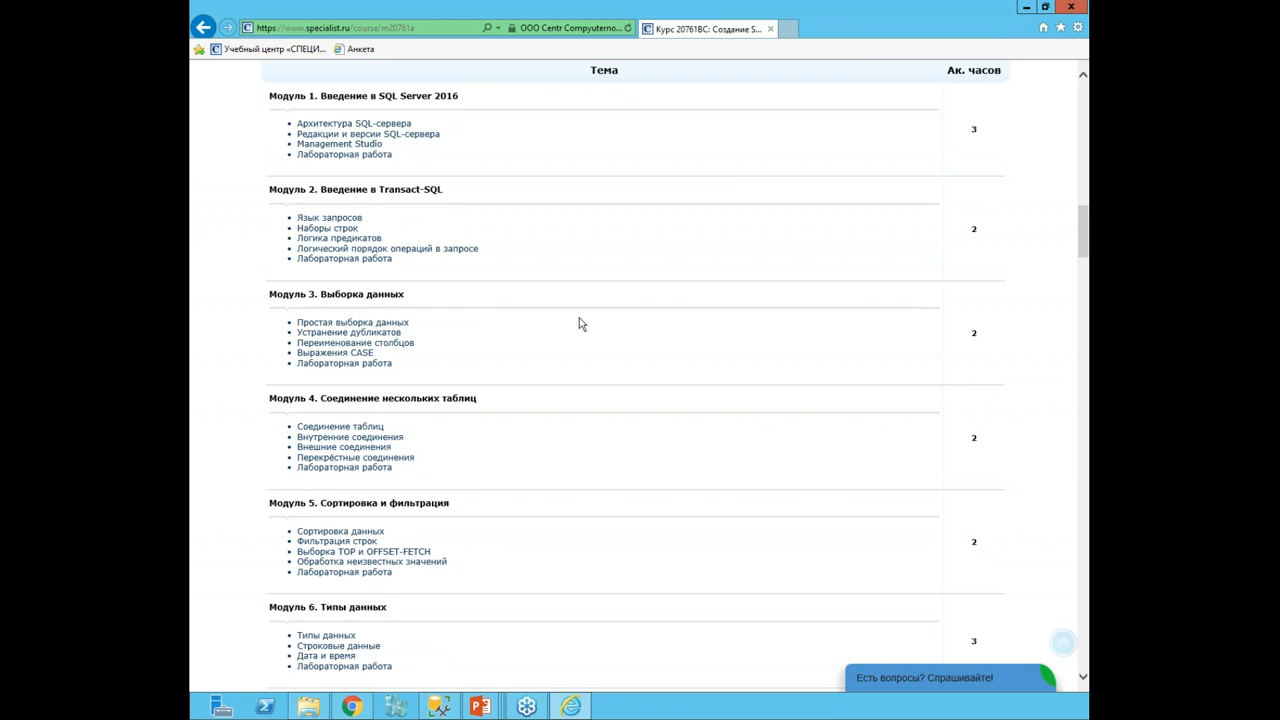 https://www.specialist.ru/course/m20761a
ООО Centr Compyuterno...
Курс 20761BC: Создание S...
Учебный центр «СПЕЦИ...
Анкета
Тема
Ак. часов
Модуль 1. Введение в SQL Server 2016
Архитектура SQL-сервера
Редакции и версии SQL-сервера
Management Studio
Лабораторная работа
3
Модуль 2. Введение в Transact-SQL
Язык запросов
Наборы строк
Логика предикатов
Логический порядок операций в запросе
Лабораторная работа
2
Модуль 3. Выборка данных
Простая выборка данных
Устранение дубликатов
Переименование столбцов
Выражения CASE
Лабораторная работа
2
Модуль 4. Соединение нескольких таблиц
Соединение таблиц
Внутренние соединения
Внешние соединения
Перекрёстные соединения
Лабораторная работа
2
Модуль 5. Сортировка и фильтрация
Сортировка данных
Фильтрация строк
Выборка TOP и OFFSET-FETCH
Обработка неизвестных значений
Лабораторная работа
2
Модуль 6. Типы данных
Типы данных
Строковые данные
Дата и время
Лабораторная работа
3
Есть вопросы? Спрашивайте!